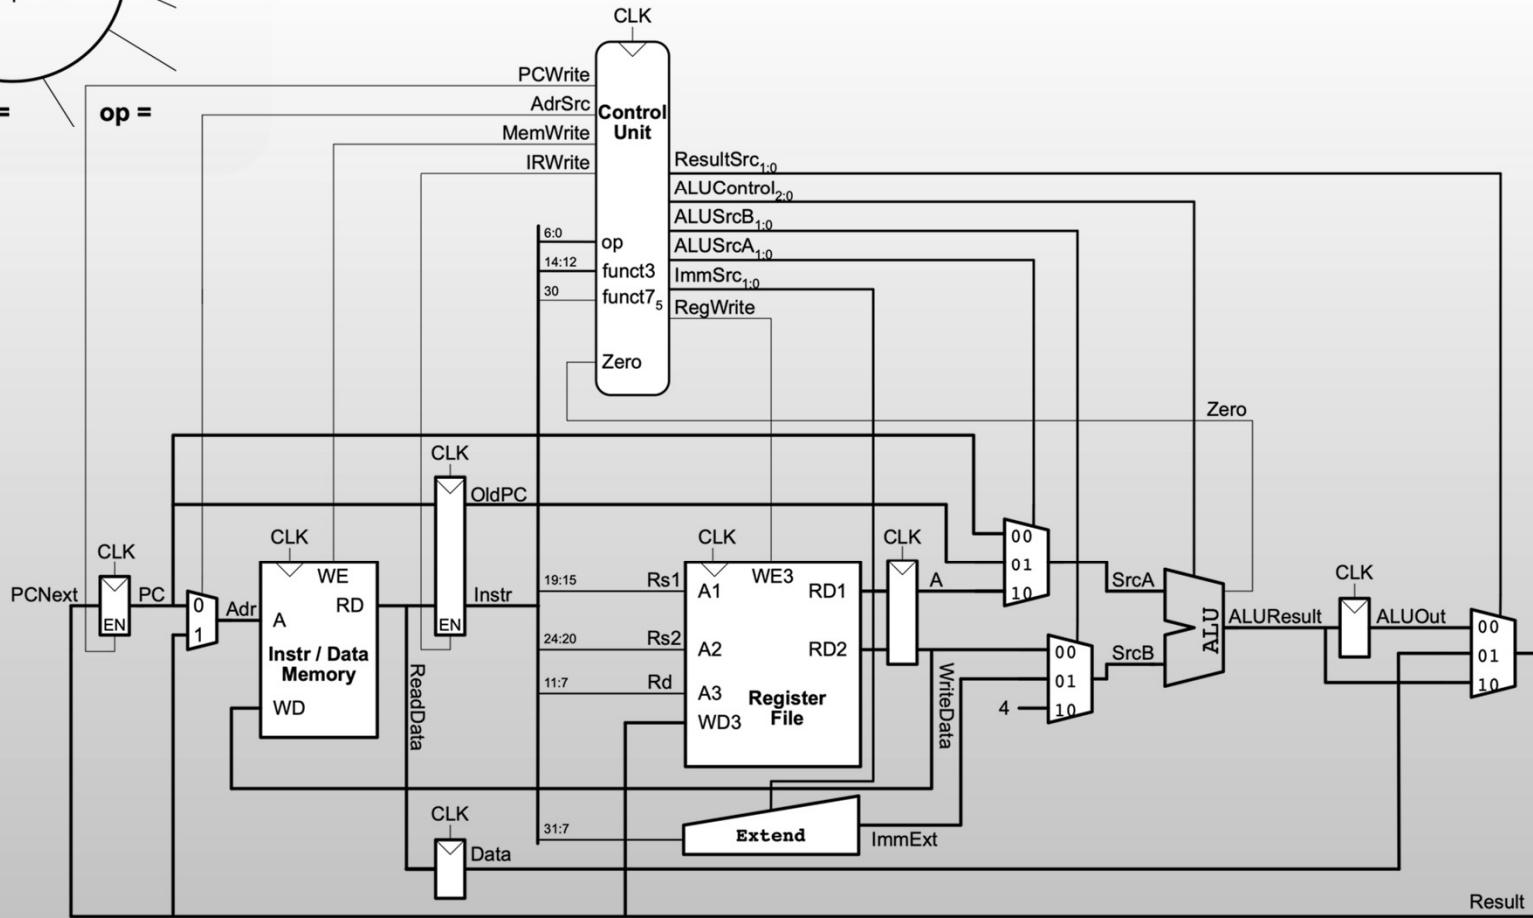 CLK
PCWrite
AdrSrc
= op =
Control
Unit
MemWrite
IRWrite
ResultSrc1:0
ALUControl2:0
ALUSrcB1:0
6:0 op
ALUSrcA1:0
14:12 funct3
ImmSrc1:0
30 funct75
RegWrite
Zero
Zero
CLK
OldPC
CLK
CLK
CLK
CLK
00
01
10
CLK
PCNext
EN
PC
0
1
Adr
WE
A
RD
Instr / Data
Memory
WD
EN
Instr
ReadData
19:15 Rs1
24:20 Rs2
11:7 Rd
A1
WE3
RD1
A2
RD2
A3
WD3
Register
File
A
WriteData
SrcA
00
01
10
4
SrcB
ALU
ALUResult
ALUOut
00
01
10
CLK
31:7
Extend
ImmExt
Data
Result